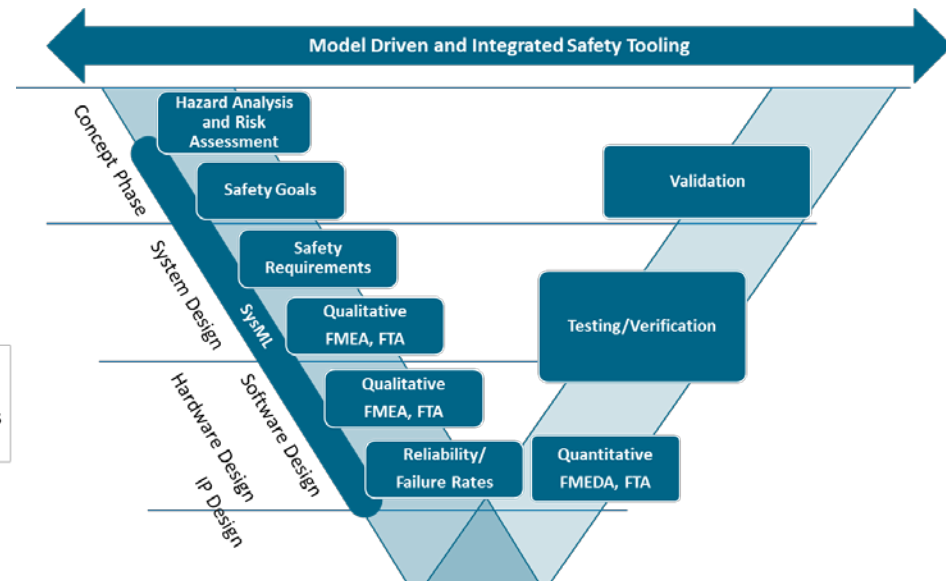 Model Driven and Integrated Safety Tooling
Hazard Analysis
and Risk
Assessment
Concept Phase
Safety Goals
Validation
Safety
Requirements
System Design
SysML
Qualitative
FMEA, FTA
Testing/Verification
Qualitative
FMEA, FTA
Software Design
Hardware Design
IP Design
Reliability/
Failure Rates
Quantitative
FMEDA, FTA